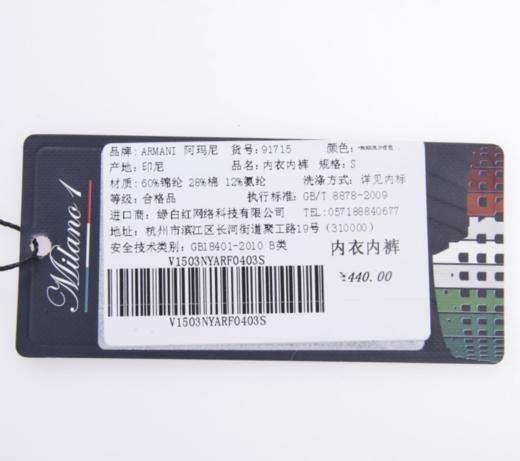 品牌: ARMANI 阿玛尼 货号:91715 颜色:
产地: 印尼 品名:内衣内裤 规格: S
材质: 60%锦纶 28%棉 12%氨纶 洗涤方式: 详见内标
等级: 合格品 执行标准: GB/T 8878-2009
进口商: 绿白红网络科技有限公司 TEL:057188840677
地址: 杭州市滨江区长河街道聚工路19号 (310000)
安全技术类别: GB18401-2010 B类
内衣内裤
V1503NYARF0403S
¥440.00
V1503NYARF0403S
Milano 1